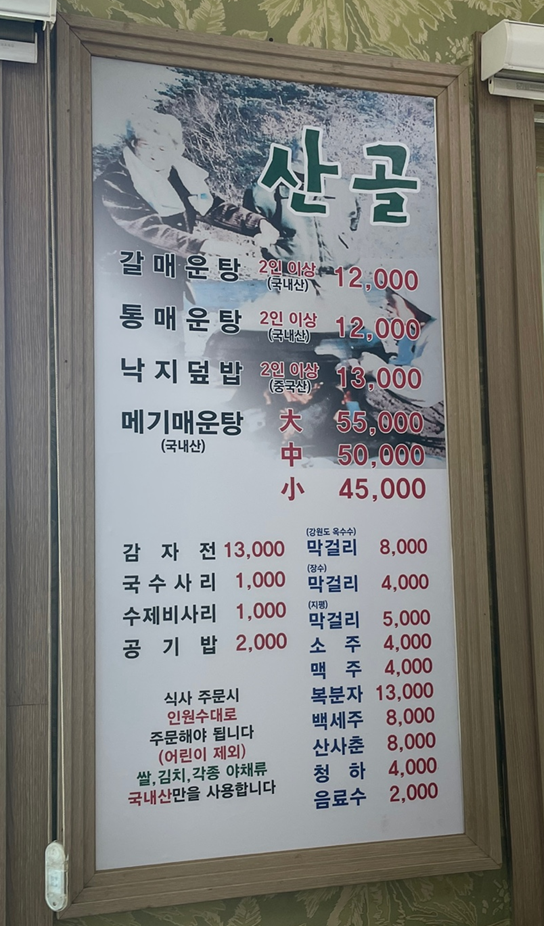 산골
갈매운탕 2인 이상 (국내산) 12,000
통매운탕 2인 이상 (국내산) 12,000
낙지덮밥 2인 이상 (중국산) 13,000
메기매운탕 (국내산) 大 55,000
中 50,000
小 45,000
감자전 13,000
국수사리 1,000
수제비사리 1,000
공기밥 2,000
(강원도 옥수수)
막걸리 8,000
(장수)
막걸리 4,000
(지평)
막걸리 5,000
소주 4,000
맥주 4,000
복분자 13,000
백세주 8,000
산사춘 8,000
청하 4,000
음료수 2,000
식사 주문시
인원수대로
주문해야 됩니다
(어린이 제외)
쌀,김치,각종 야채류
국내산만을 사용합니다